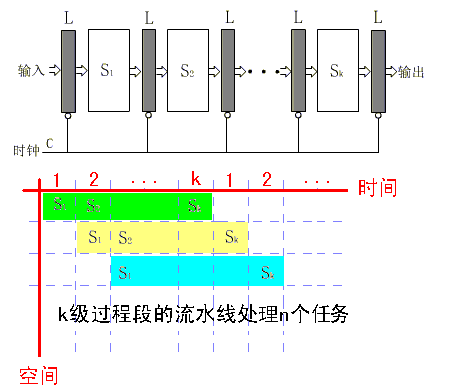 L L L L L
输入 S1 S2 ··· Sk 输出
时钟 C
1 2 ··· k 1 2 ··· 时间
S1 S2 Sk
S1 S2 Sk
S1 Sk
k级过程段的流水线处理n个任务
空间